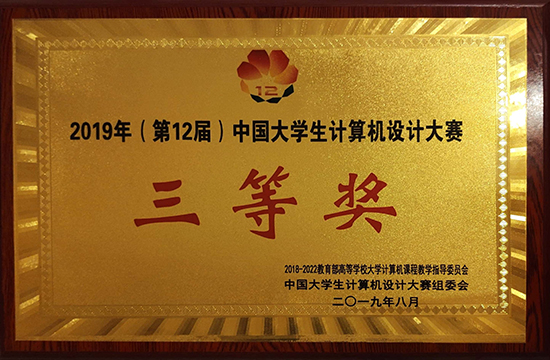 12
2019年（第12届）中国大学生计算机设计大赛
三等奖
2018-2022教育部高等学校大学计算机课程教学指导委员会
中国大学生计算机设计大赛组委会
二〇一九年八月